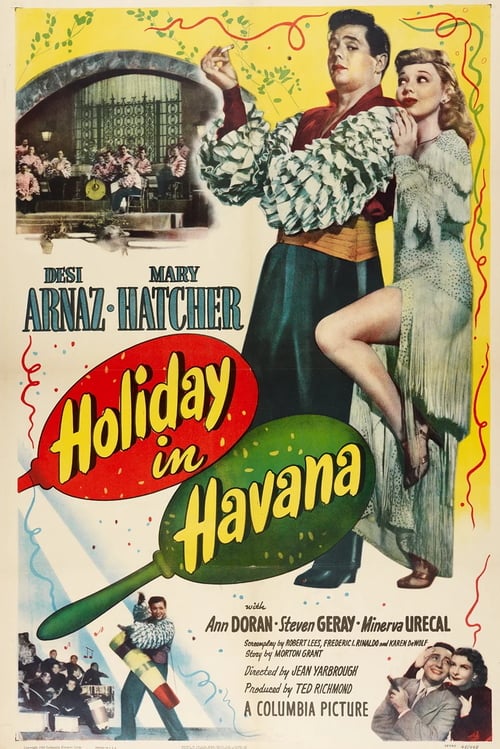 DESI ARNAZ · MARY HATCHER
Holiday
in
Havana
with
Ann DORAN · Steven GERAY · Minerva URECAL
Screenplay by ROBERT LEES, FREDERIC I. RINALDO and KAREN DeWOLF
Story by MORTON GRANT
Directed by JEAN YARBROUGH
Produced by TED RICHMOND
A COLUMBIA PICTURE